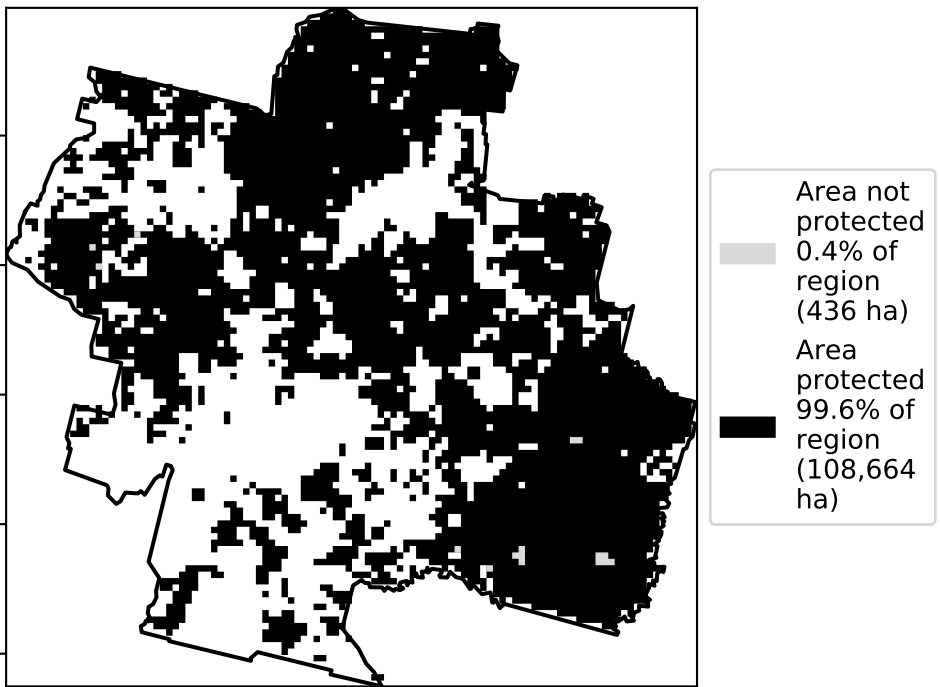 Area not
protected
0.4% of
region
(436 ha)
Area
protected
99.6% of
region
(108,664
ha)